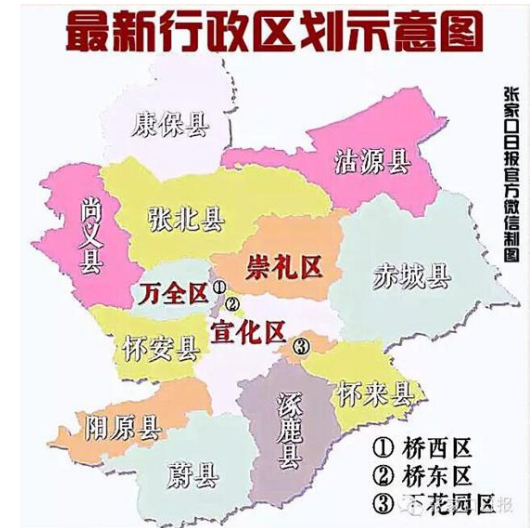 最新行政区划示意图
张家口日报官方微信制图
康保县
沽源县
尚义县
张北县
崇礼区
赤城县
万全区
①
②
宣化区
怀安县
③
怀来县
涿鹿县
阳原县
蔚县
① 桥西区
② 桥东区
③ 下花园区